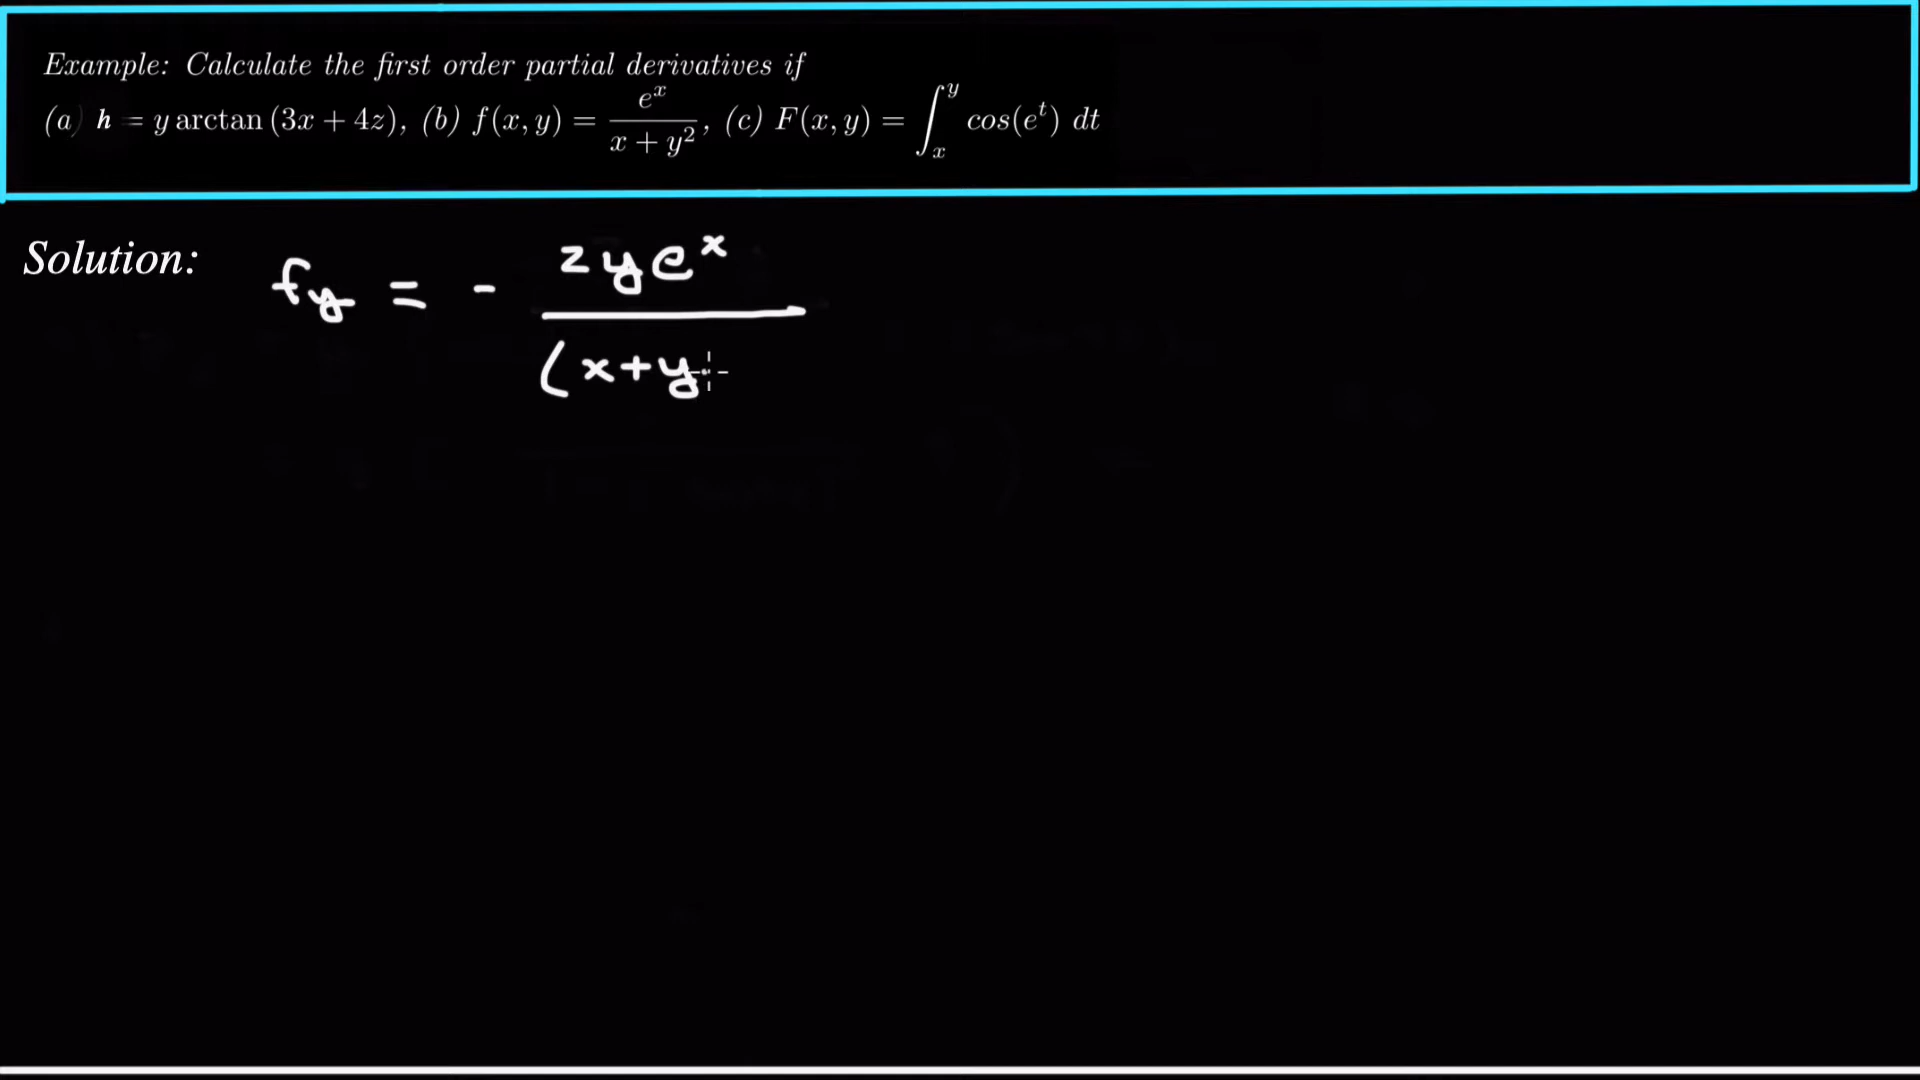 Example: Calculate the first order partial derivatives if
(a) h = y arctan (3x + 4z), (b) f(x, y) = e^x / (x + y^2), (c) F(x, y) = ∫_x^y cos(e^t) dt
Solution: f_y = - 2ye^x
(x+y